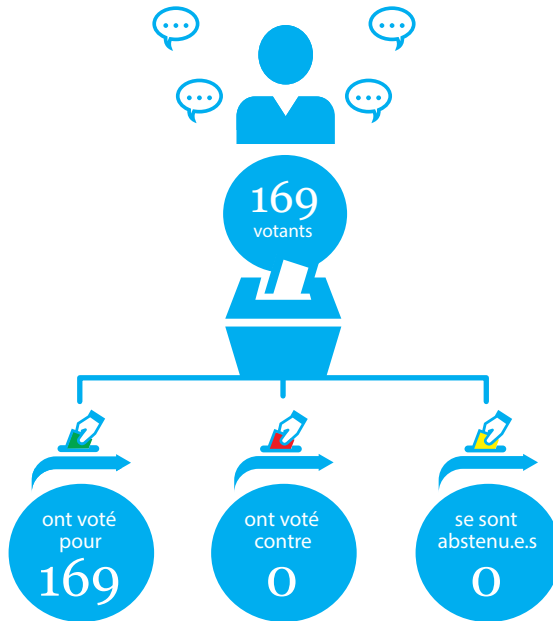 169
votants
ont voté
pour
169
ont voté
contre
0
se sont
abstenu.e.s
0